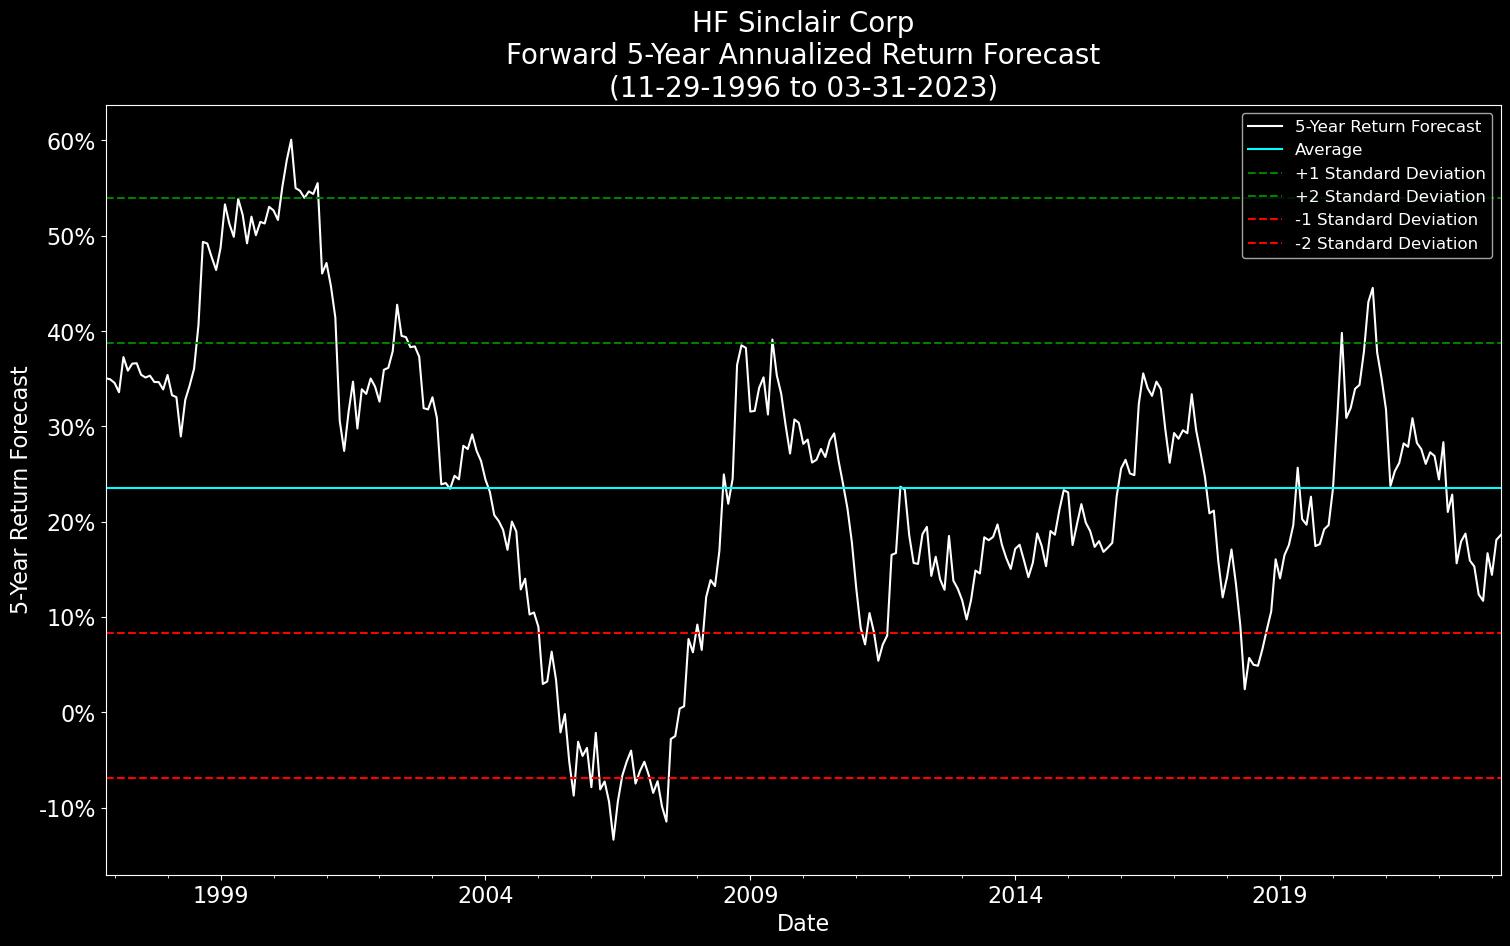 HF Sinclair Corp
Forward 5-Year Annualized Return Forecast
(11-29-1996 to 03-31-2023)
5-Year Return Forecast
Average
+1 Standard Deviation
+2 Standard Deviation
-1 Standard Deviation
-2 Standard Deviation
60%
50%
40%
30%
20%
10%
0%
-10%
5-Year Return Forecast
1999 2004 2009 2014 2019
Date